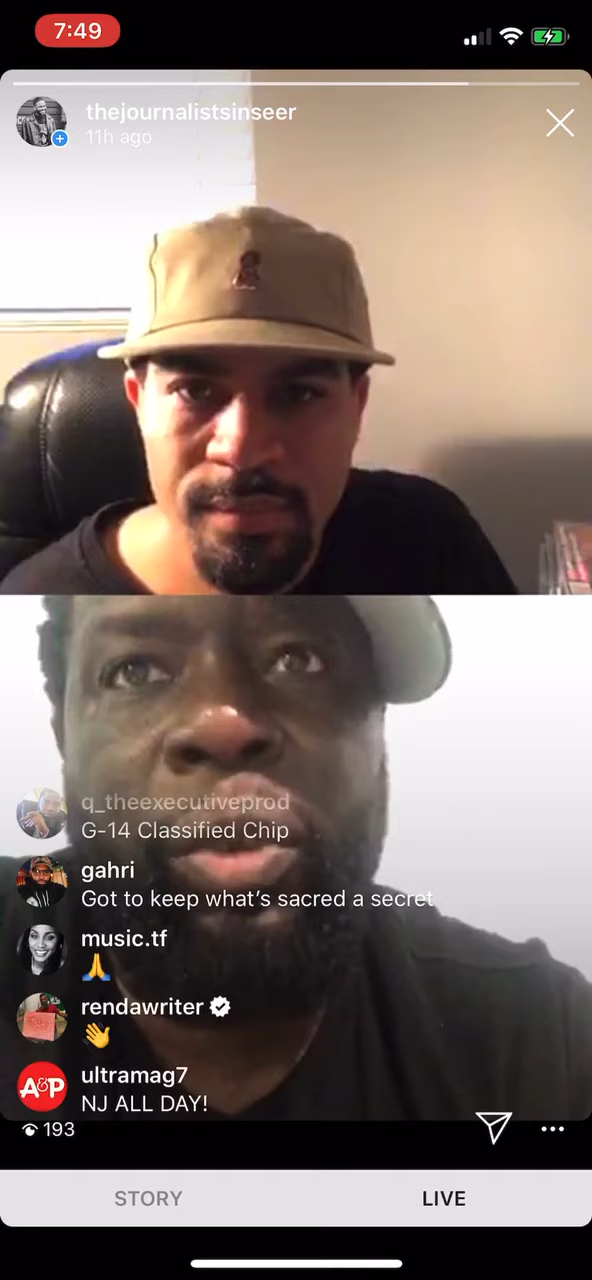 7:49
thejournalistsinseer
11h ago
q_theexecutiveprod
G-14 Classified Chip
gahri
Got to keep what's sacred a secret
music.tf
🙏
rendawriter
👋
A&P
ultramag7
NJ ALL DAY!
193
STORY
LIVE